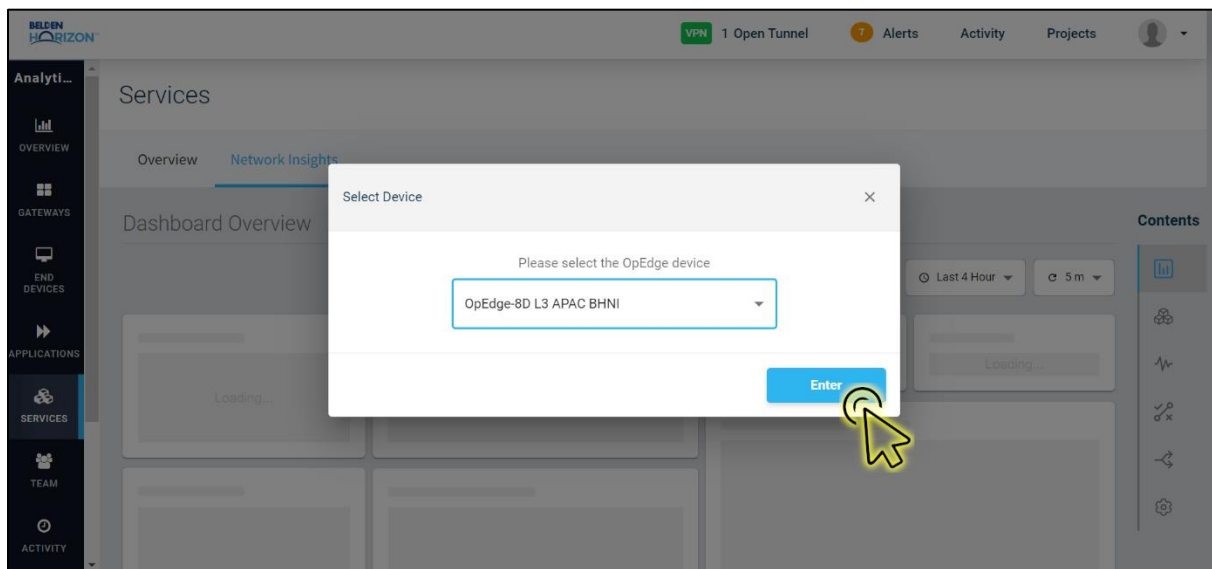 BELDEN
HORIZON™
VPN 1 Open Tunnel
7 Alerts
Activity
Projects
Analyti...
OVERVIEW
GATEWAYS
END
DEVICES
APPLICATIONS
SERVICES
TEAM
ACTIVITY
Services
Overview
Network Insights
Dashboard Overview
Select Device
Please select the OpEdge device
OpEdge-8D L3 APAC BHNI
Enter
Last 4 Hour
5 m
Loading...
Loading...
Contents